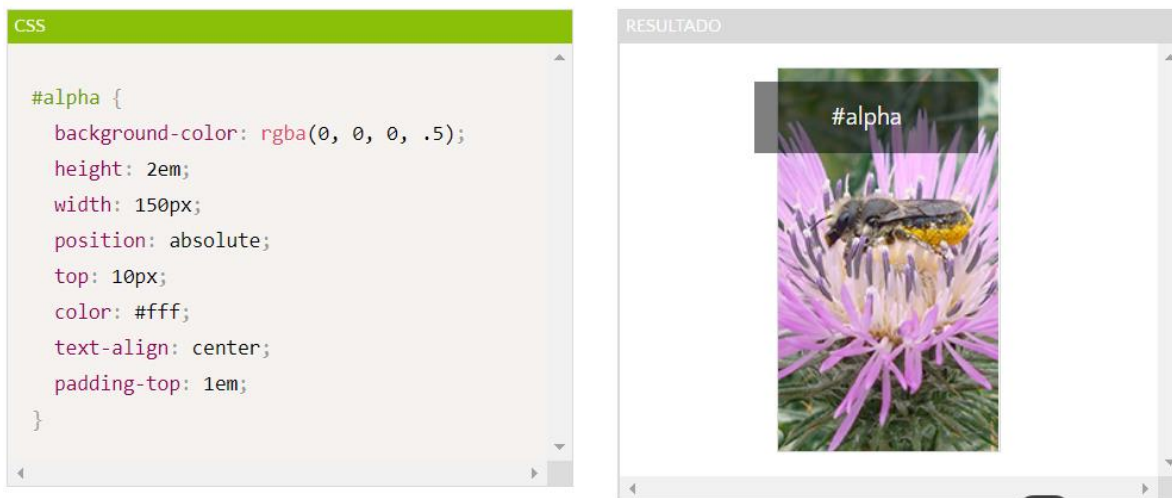 CSS
#alpha {
background-color: rgba(0, 0, 0, .5);
height: 2em;
width: 150px;
position: absolute;
top: 10px;
color: #fff;
text-align: center;
padding-top: 1em;
}
RESULTADO
#alpha